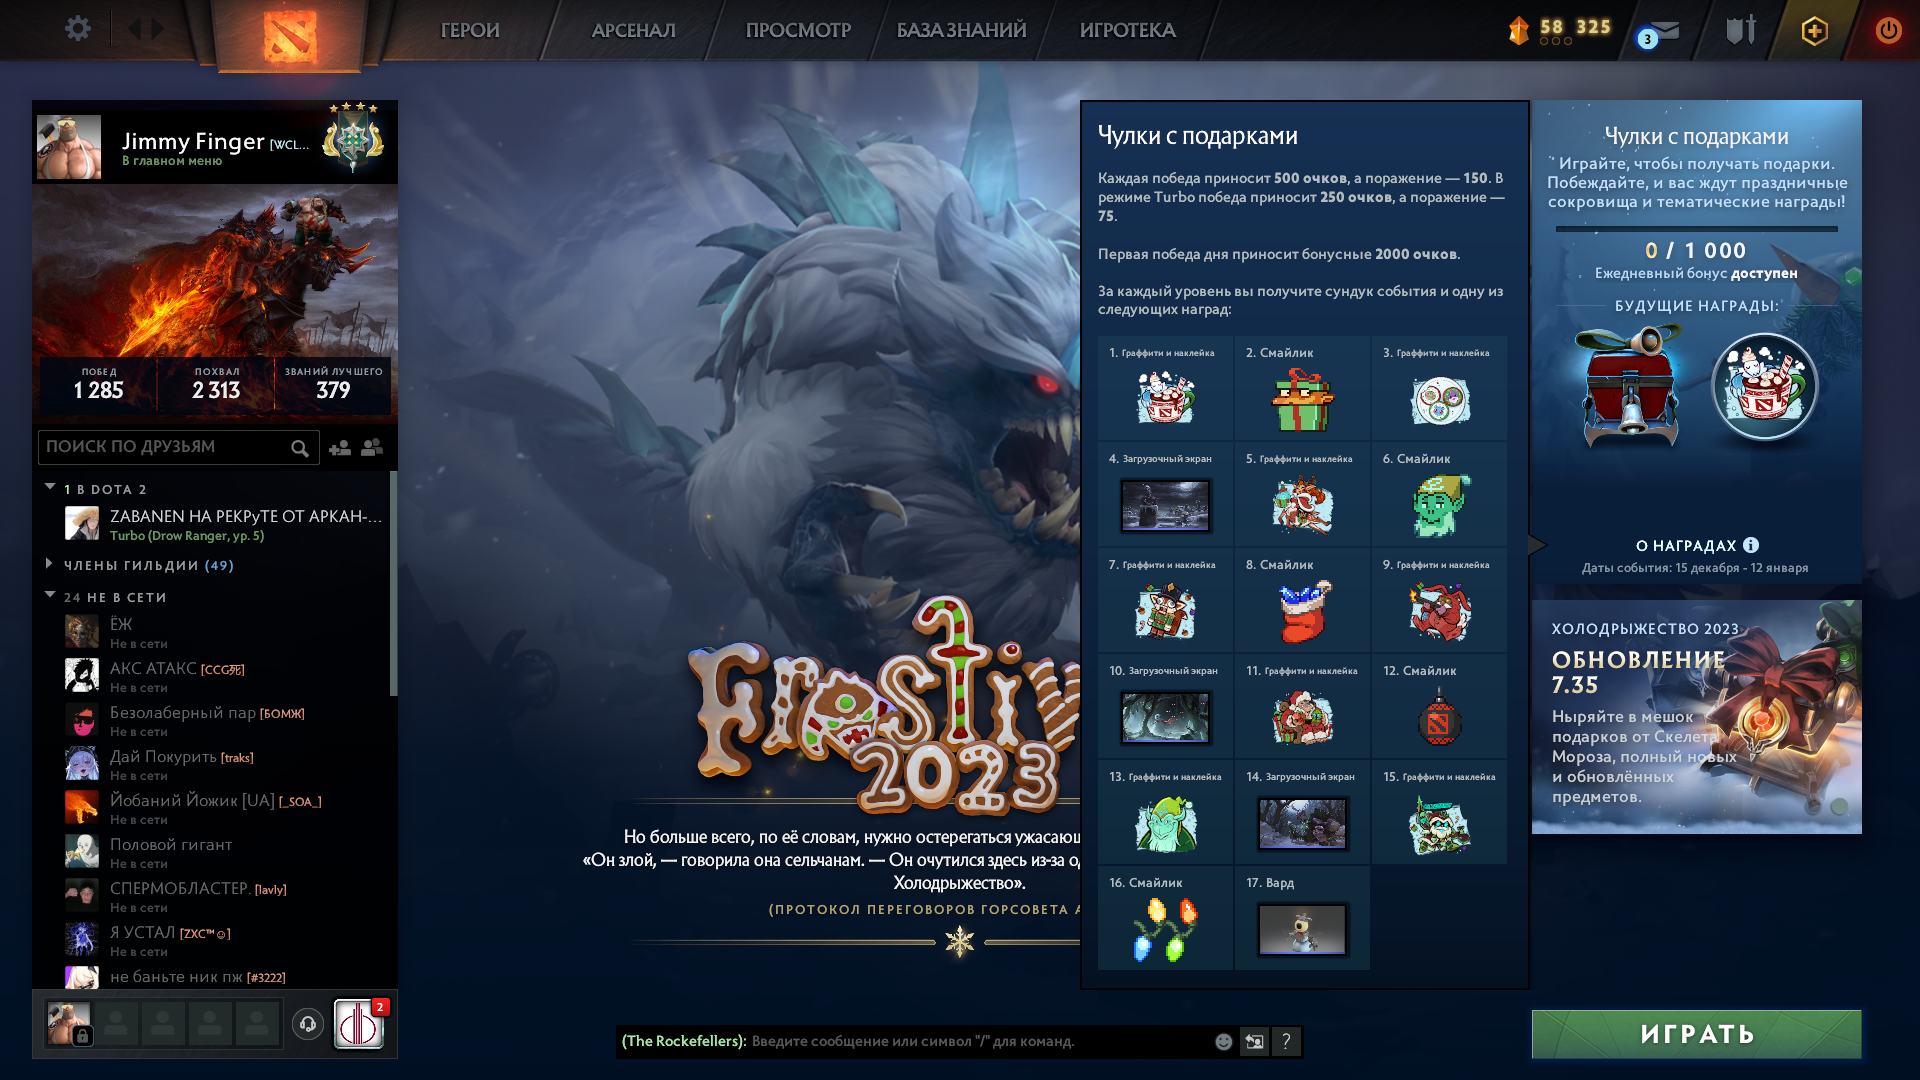 ГЕРОИ
АРСЕНАЛ
ПРОСМОТР
БАЗА ЗНАНИЙ
ИГРОТЕКА
58 325
3
Jimmy Finger [WCL...
В главном меню
ПОБЕД
1 285
ПОХВАЛ
2 313
ЗВАНИЙ ЛУЧШЕГО
379
ПОИСК ПО ДРУЗЬЯМ
1 В DOTA 2
ZABANEN НА РЕКРуТЕ ОТ АРКАН-...
Turbo (Drow Ranger, ур. 5)
ЧЛЕНЫ ГИЛЬДИИ (49)
24 НЕ В СЕТИ
ЁЖ
Не в сети
АКС АТАКС [CCG死]
Не в сети
Безолаберный пар [БОМЖ]
Не в сети
Дай Покурить [traks]
Не в сети
Йобаний Йожик [UA] [_SOA_]
Не в сети
Половой гигант
Не в сети
СПЕРМОБЛАСТЕР. [lavly]
Не в сети
Я УСТАЛ [ZXC™☺]
Не в сети
не баньте ник пж [#3222]
2
Frostiv
2023
Но больше всего, по её словам, нужно остерегаться ужасаю
«Он злой, — говорила она сельчанам. — Он очутился здесь из-за о
Холодрыжество».
(ПРОТОКОЛ ПЕРЕГОВОРОВ ГОРСОВЕТА А
(The Rockefellers): Введите сообщение или символ "/" для команд.
?
Чулки с подарками
Каждая победа приносит 500 очков, а поражение — 150. В
режиме Turbo победа приносит 250 очков, а поражение —
75.
Первая победа дня приносит бонусные 2000 очков.
За каждый уровень вы получите сундук события и одну из
следующих наград:
1. Граффити и наклейка
2. Смайлик
3. Граффити и наклейка
4. Загрузочный экран
5. Граффити и наклейка
6. Смайлик
7. Граффити и наклейка
8. Смайлик
9. Граффити и наклейка
10. Загрузочный экран
11. Граффити и наклейка
12. Смайлик
13. Граффити и наклейка
14. Загрузочный экран
15. Граффити и наклейка
16. Смайлик
17. Вард
Чулки с подарками
Играйте, чтобы получать подарки.
Побеждайте, и вас ждут праздничные
сокровища и тематические награды!
0 / 1 000
Ежедневный бонус доступен
БУДУЩИЕ НАГРАДЫ:
О НАГРАДАХ
Даты события: 15 декабря - 12 января
ХОЛОДРЫЖЕСТВО 2023
ОБНОВЛЕНИЕ
7.35
Ныряйте в мешок
подарков от Скелета
Мороза, полный новых
и обновлённых
предметов.
ИГРАТЬ